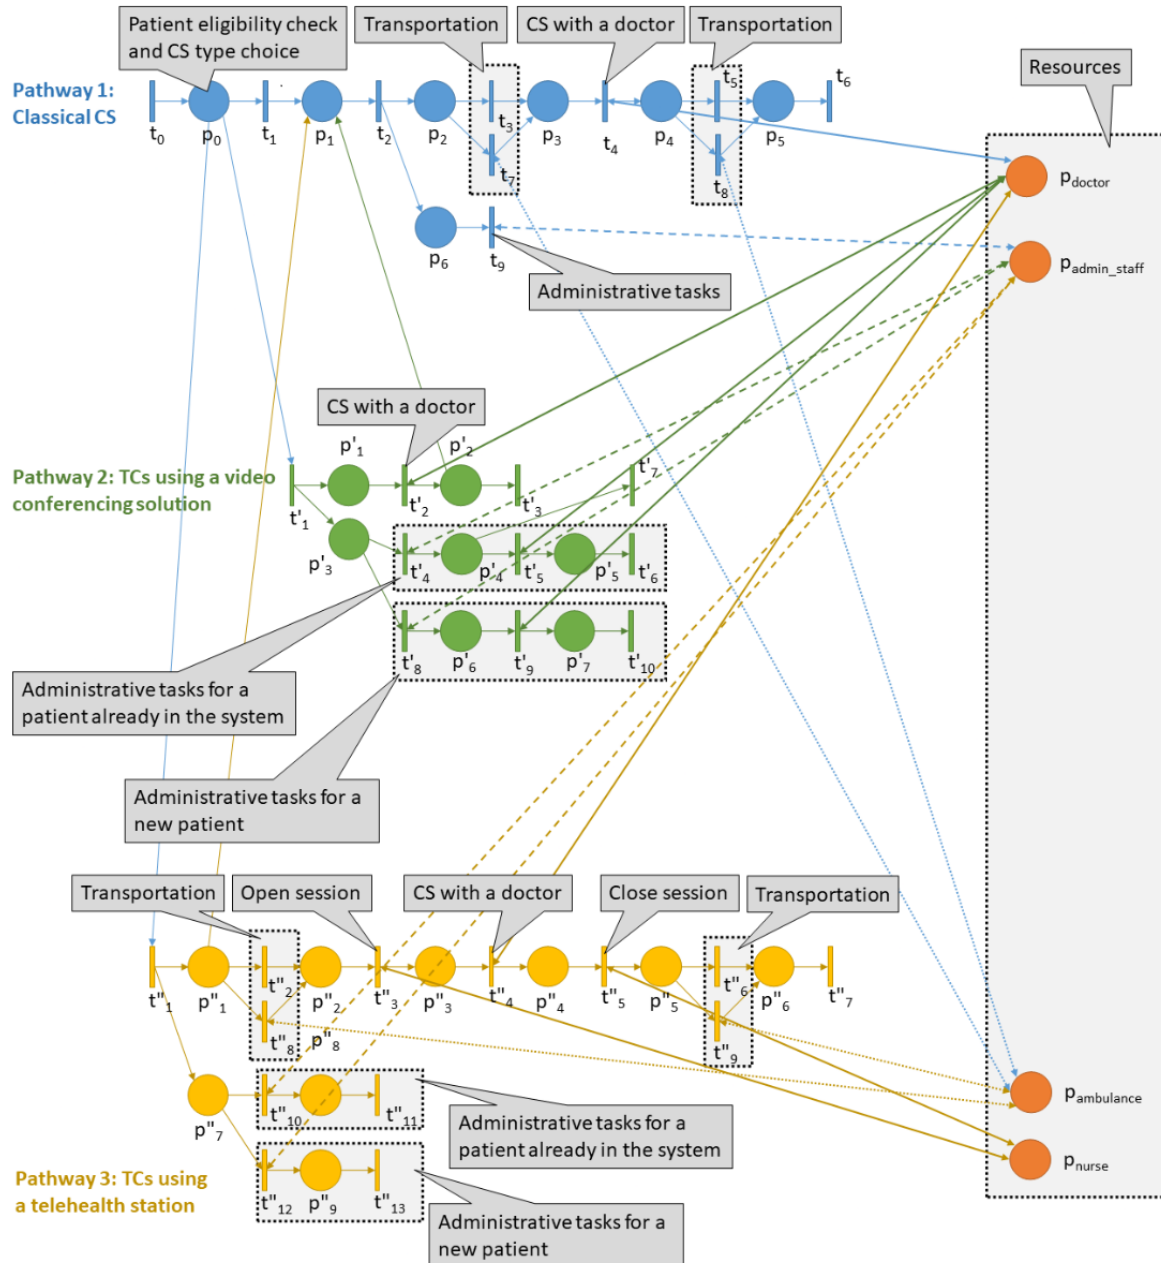 Patient eligibility check
and CS type choice
Transportation
CS with a doctor
Transportation
Resources
Pathway 1:
Classical CS
t0
p0
t1
p1
t2
p2
t3
p3
t4
p4
t5
p5
t6
t7
t8
p6
t9
Administrative tasks
pdoctor
padmin_staff
CS with a doctor
Pathway 2: TCs using a video
conferencing solution
t'1
p'1
t'2
p'2
t'3
t'7
p'3
t'4
p'4
t'5
p'5
t'6
t'8
p'6
t'9
p'7
t'10
Administrative tasks for a
patient already in the system
Administrative tasks for a
new patient
Transportation
Open session
CS with a doctor
Close session
Transportation
t"1
p"1
t"2
p"2
t"3
p"3
t"4
p"4
t"5
p"5
t"6
p"6
t"7
t"8
p"8
t"9
p"7
t"10
t"11
Administrative tasks for a
patient already in the system
pambulance
pnurse
Pathway 3: TCs using
a telehealth station
t"12
p"9
t"13
Administrative tasks for a
new patient